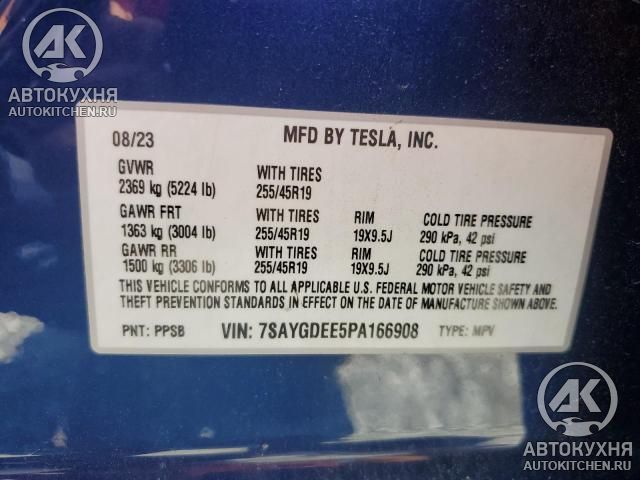 AK
АВТОКУХНЯ
AUTOKITCHEN.RU
08/23 MFD BY TESLA, INC.
GVWR WITH TIRES
2369 kg (5224 lb) 255/45R19
GAWR FRT WITH TIRES RIM COLD TIRE PRESSURE
1363 kg (3004 lb) 255/45R19 19X9.5J 290 kPa, 42 psi
GAWR RR WITH TIRES RIM COLD TIRE PRESSURE
1500 kg (3306 lb) 255/45R19 19X9.5J 290 kPa, 42 psi
THIS VEHICLE CONFORMS TO ALL APPLICABLE U.S. FEDERAL MOTOR VEHICLE SAFETY AND
THEFT PREVENTION STANDARDS IN EFFECT ON THE DATE OF MANUFACTURE SHOWN ABOVE.
PNT: PPSB VIN: 7SAYGDEE5PA166908 TYPE: MPV
AK
АВТОКУХНЯ
AUTOKITCHEN.RU